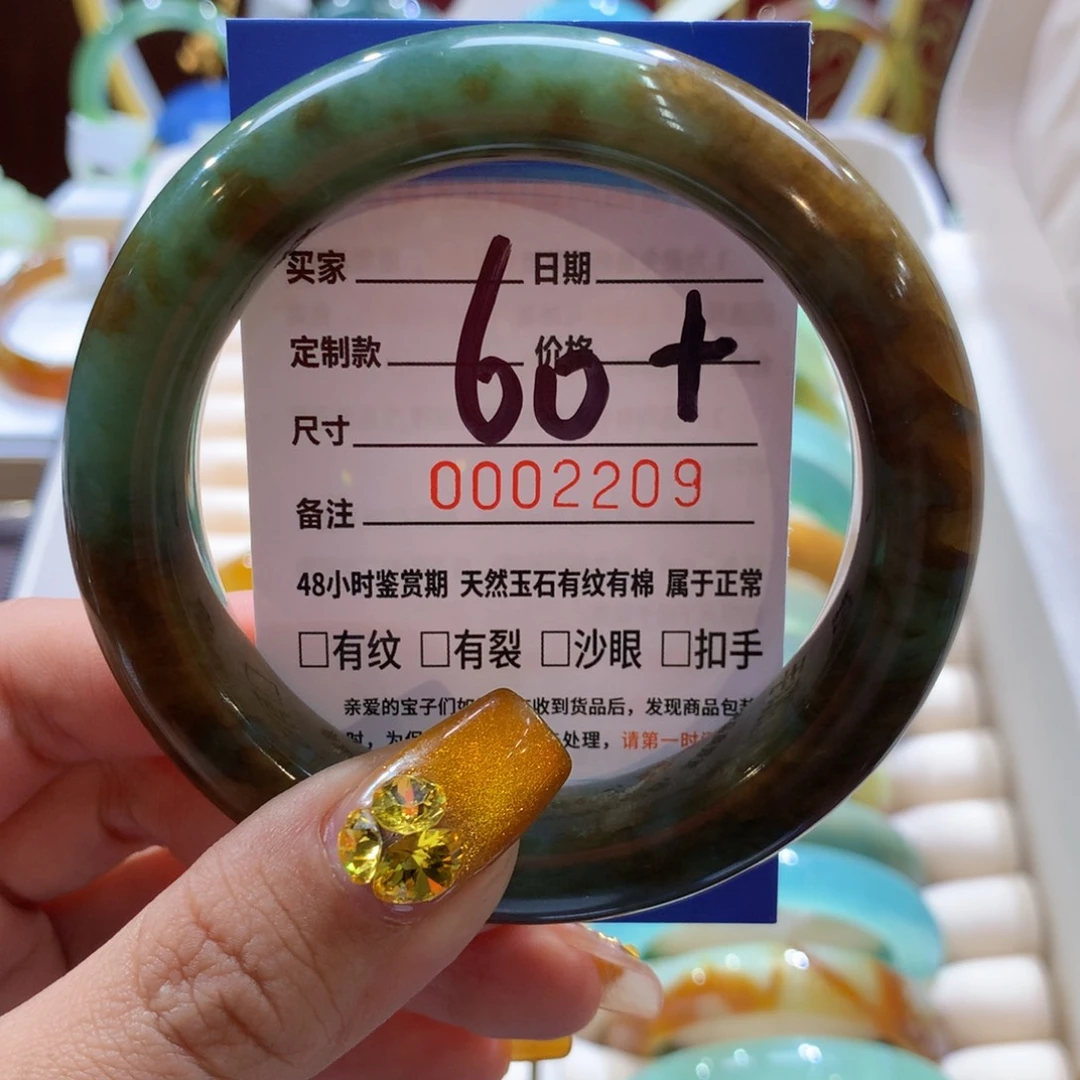 买家 日期
定制款 价格
60+
尺寸
0002209
备注
48小时鉴赏期 天然玉石有纹有棉 属于正常
□有纹 □有裂 □沙眼 □扣手
亲爱的宝子们如 收到货品后，发现商品包
时，为 处理，请第一时